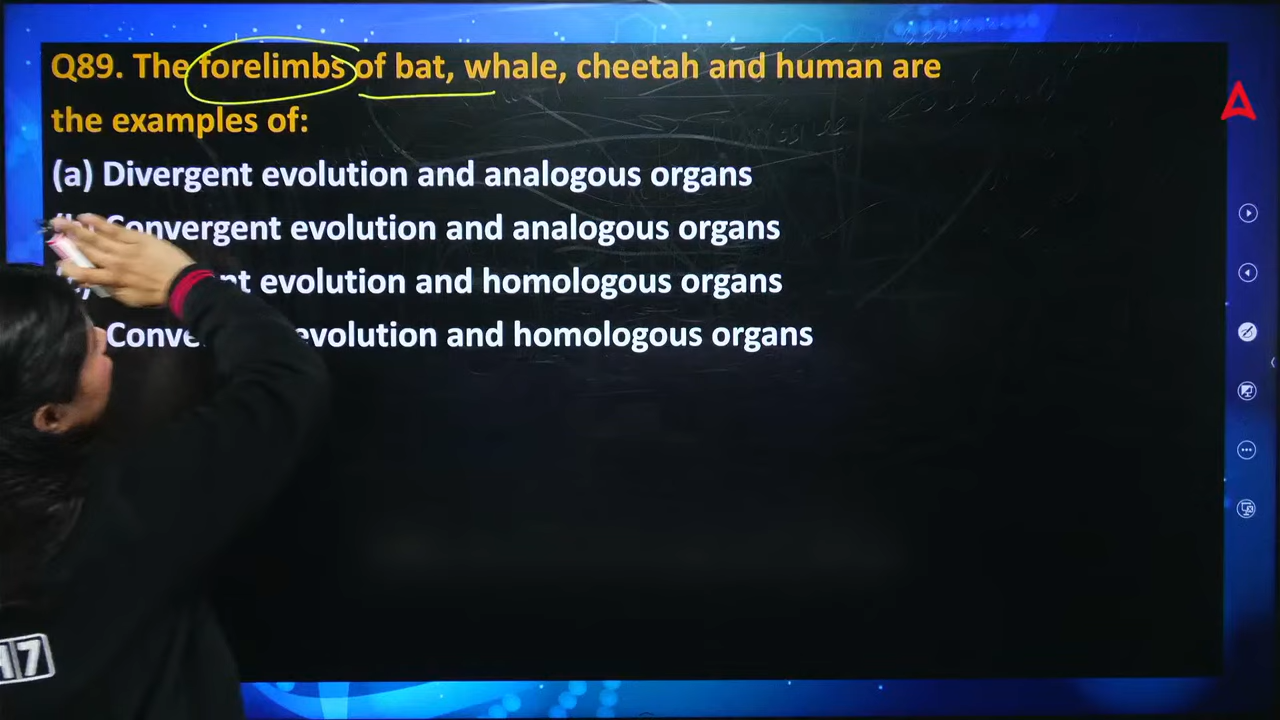 Q89. The forelimbs of bat, whale, cheetah and human are
the examples of:
(a) Divergent evolution and analogous organs
Convergent evolution and analogous organs
evolution and homologous organs
evolution and homologous organs
17